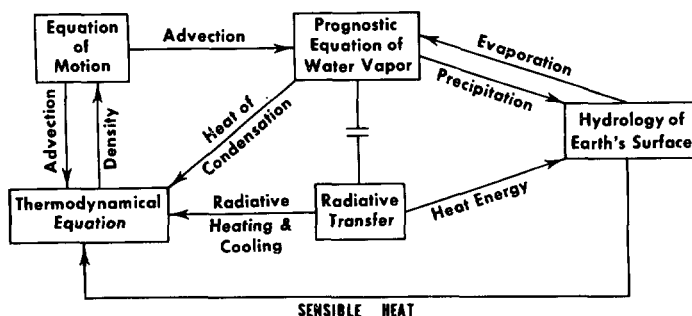 Equation of
Motion
Advection
Prognostic
Equation of
Water Vapor
Evaporation
Precipitation
Hydrology of
Earth's Surface
Advection
Density
Heat of
Condensation
Thermodynamical
Equation
Radiative
Heating &
Cooling
Radiative
Transfer
Heat Energy
SENSIBLE HEAT